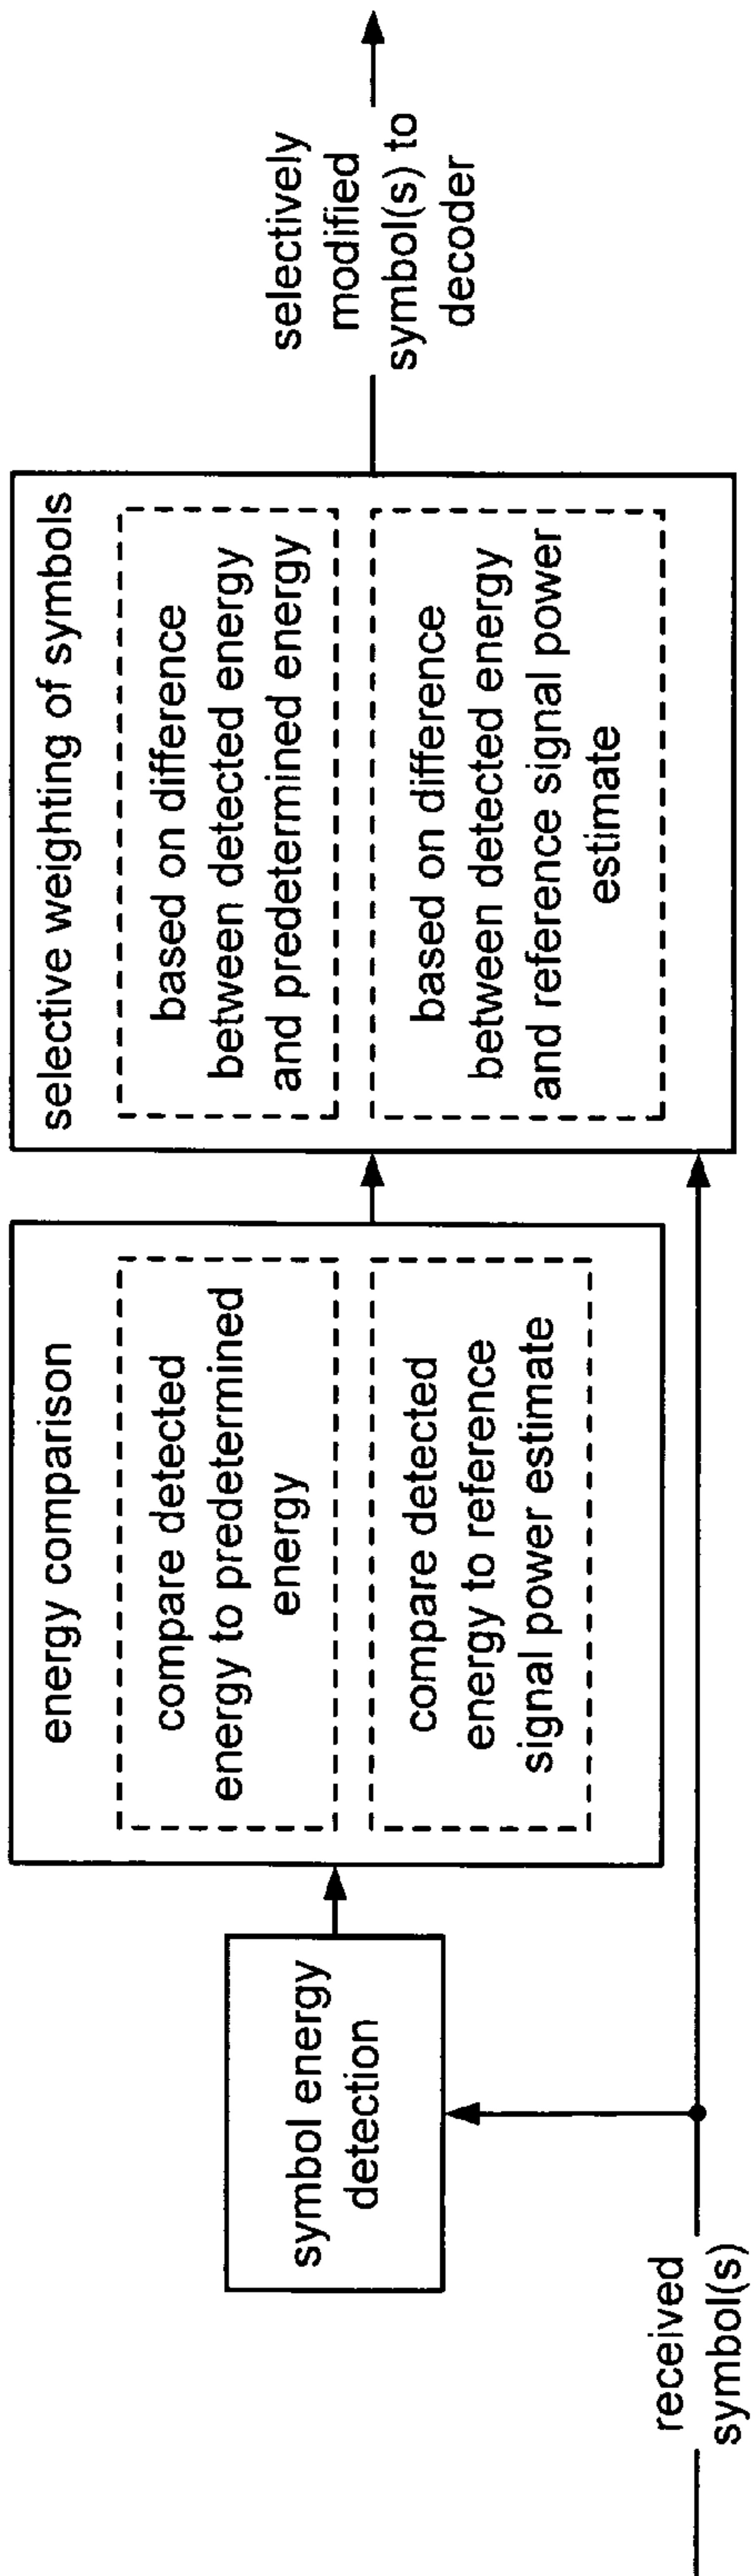 received
symbol(s)
symbol energy
detection
energy comparison
compare detected
energy to predetermined
energy
compare detected
energy to reference
signal power estimate
selective weighting of symbols
based on difference
between detected energy
and predetermined energy
based on difference
between detected energy
and reference signal power
estimate
selectively
modified
symbol(s) to
decoder